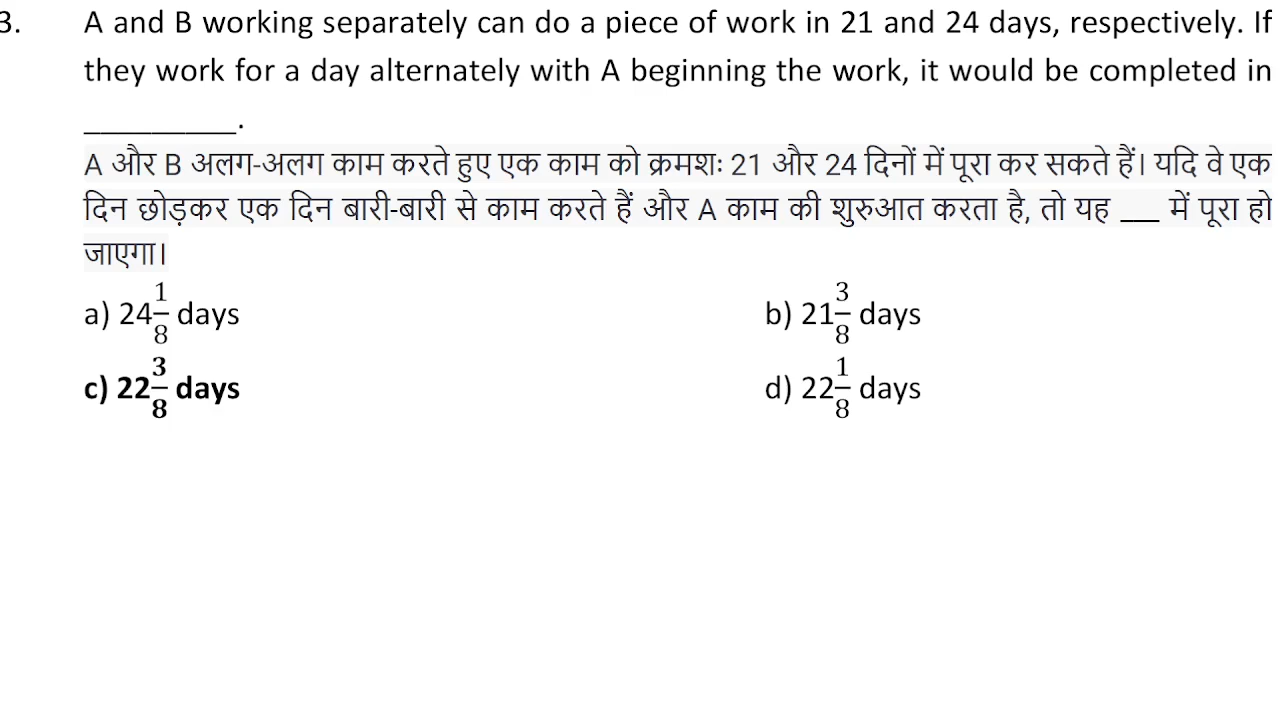 3. A and B working separately can do a piece of work in 21 and 24 days, respectively. If
they work for a day alternately with A beginning the work, it would be completed in
_________.
A और B अलग-अलग काम करते हुए एक काम को क्रमशः 21 और 24 दिनों में पूरा कर सकते हैं। यदि वे एक
दिन छोड़कर एक दिन बारी-बारी से काम करते हैं और A काम की शुरुआत करता है, तो यह ___ में पूरा हो
जाएगा।
a) 24 1/8 days b) 21 3/8 days
c) 22 3/8 days d) 22 1/8 days